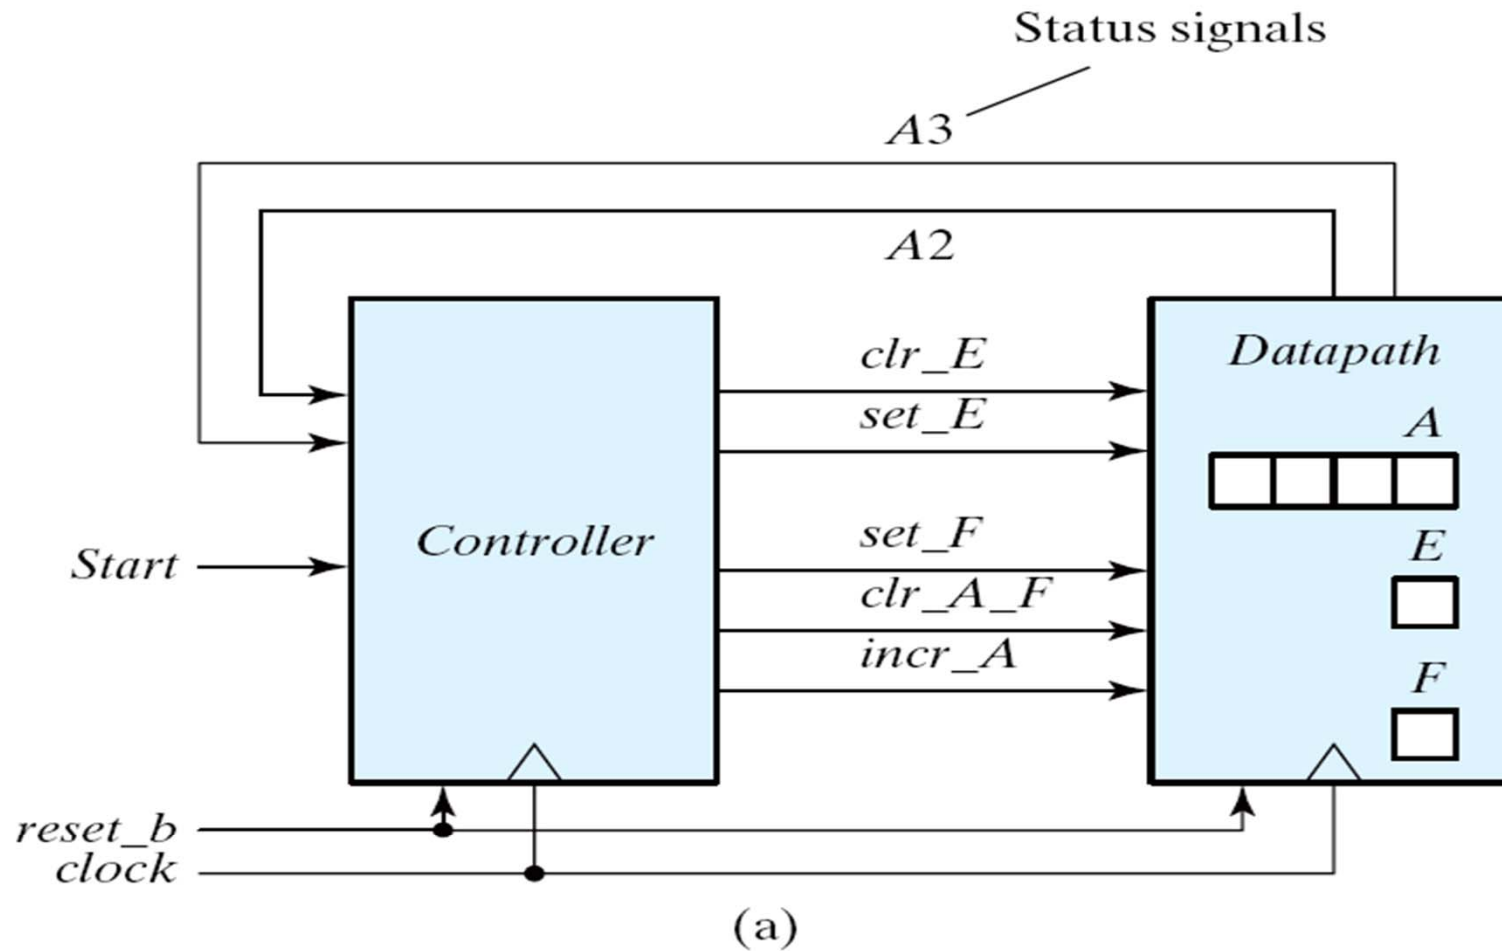 Status signals
A3
A2
clr_E
set_E
Datapath
A
Controller
Start
set_F
clr_A_F
incr_A
E
F
reset_b
clock
(a)